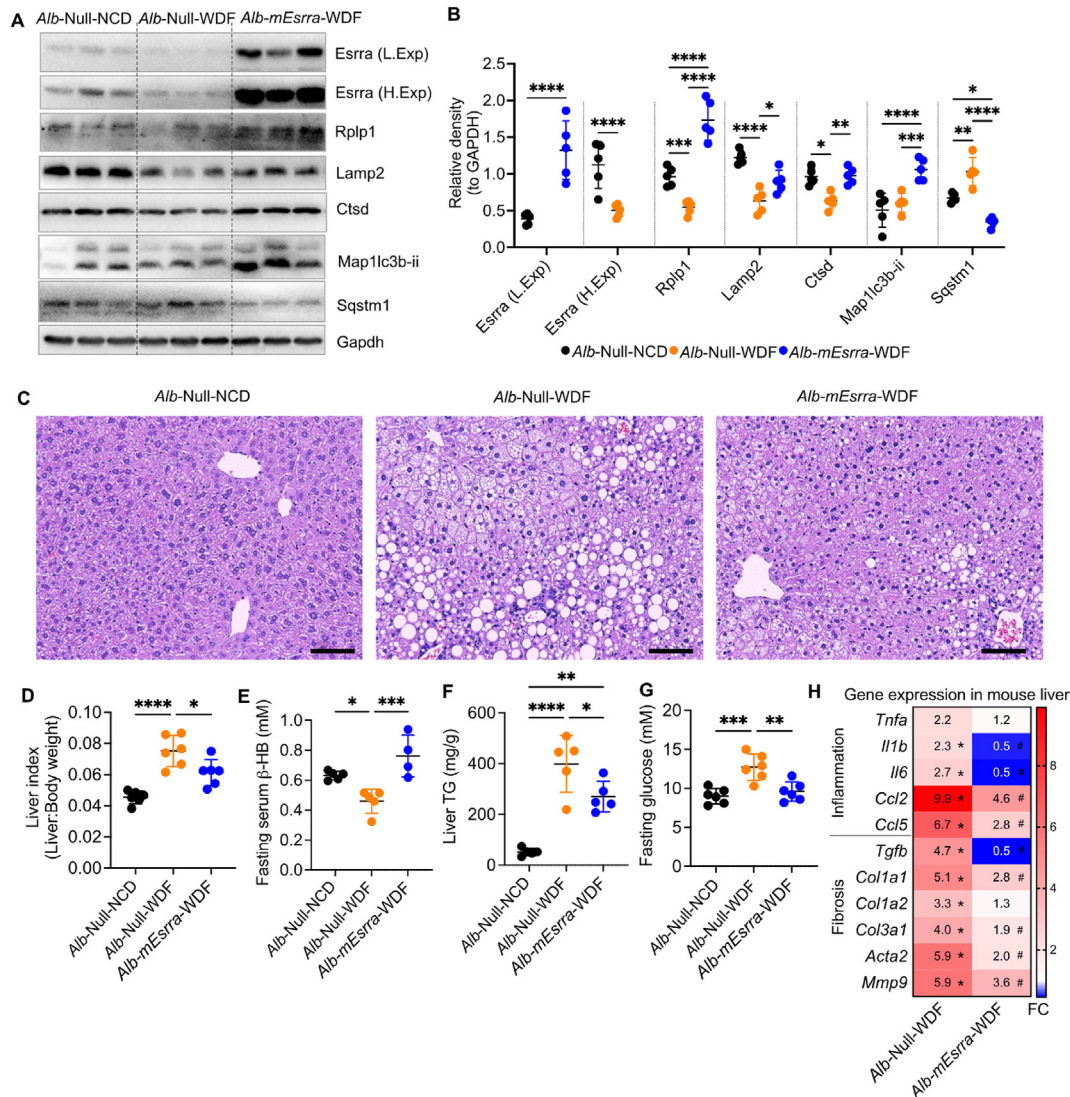 A
Alb-Null-NCD Alb-Null-WDF Alb-mEsrra-WDF
Esrra (L.Exp)
Esrra (H.Exp)
Rplp1
Lamp2
Ctsd
Map1lc3b-ii
Sqstm1
Gapdh
B
Relative density
(to GAPDH)
2.5
2.0
1.5
1.0
0.5
0.0
**** **** **** **** *** **** * * ** **** *** * ** ****
Esrra (L.Exp)
Esrra (H.Exp)
Rplp1
Lamp2
Ctsd
Map1lc3b-ii
Sqstm1
Alb-Null-NCD Alb-Null-WDF Alb-mEsrra-WDF
C
Alb-Null-NCD Alb-Null-WDF Alb-mEsrra-WDF
D
Liver index
(Liver:Body weight)
0.10
0.08
0.06
0.04
0.02
0.00
**** *
Alb-Null-NCD
Alb-Null-WDF
Alb-mEsrra-WDF
E
Fasting serum β-HB (mM)
1.0
0.8
0.6
0.4
0.2
0.0
* ***
Alb-Null-NCD
Alb-Null-WDF
Alb-mEsrra-WDF
F
Liver TG (mg/g)
600
400
200
0
**
**** *
Alb-Null-NCD
Alb-Null-WDF
Alb-mEsrra-WDF
G
Fasting glucose (mM)
20
15
10
5
0
*** **
Alb-Null-NCD
Alb-Null-WDF
Alb-mEsrra-WDF
H
Gene expression in mouse liver
Inflammation
Fibrosis
Tnfa 2.2 1.2
Il1b 2.3 * 0.5 #
Il6 2.7 * 0.5 #
Ccl2 9.9 * 4.6 #
Ccl5 6.7 * 2.8 #
Tgfb 4.7 * 0.5 #
Col1a1 5.1 * 2.8 #
Col1a2 3.3 * 1.3
Col3a1 4.0 * 1.9 #
Acta2 5.9 * 2.0 #
Mmp9 5.9 * 3.6 #
8
6
4
2
FC
Alb-Null-WDF
Alb-mEsrra-WDF